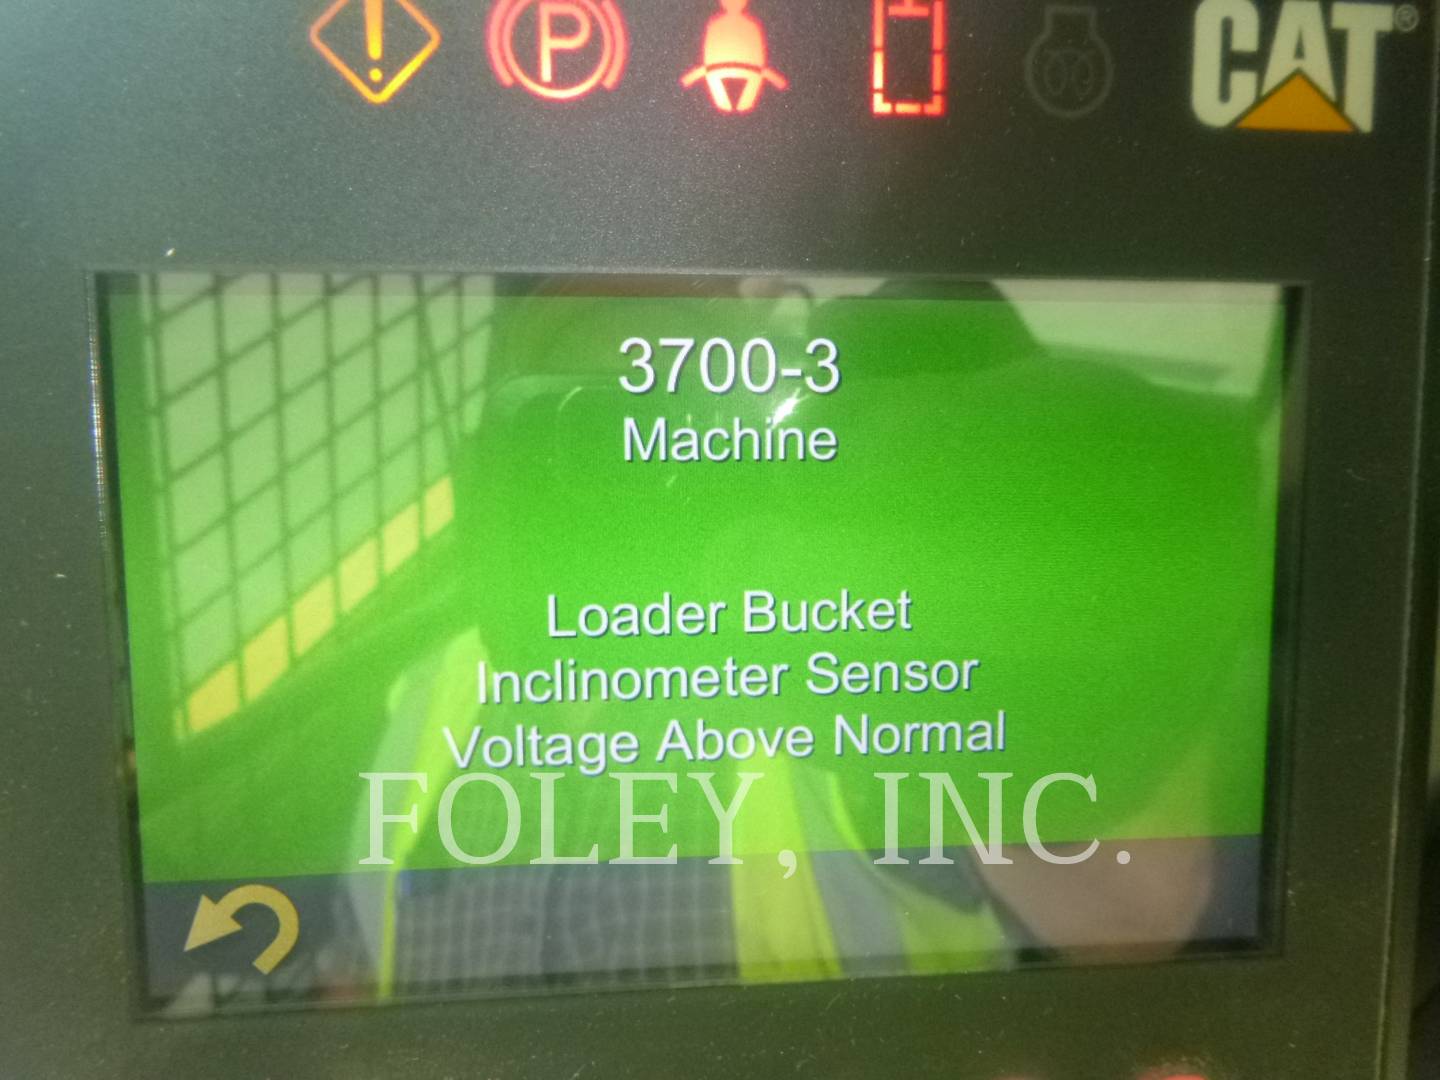 P
CAT®
3700-3
Machine
Loader Bucket
Inclinometer Sensor
Voltage Above Normal
FOLEY, INC.